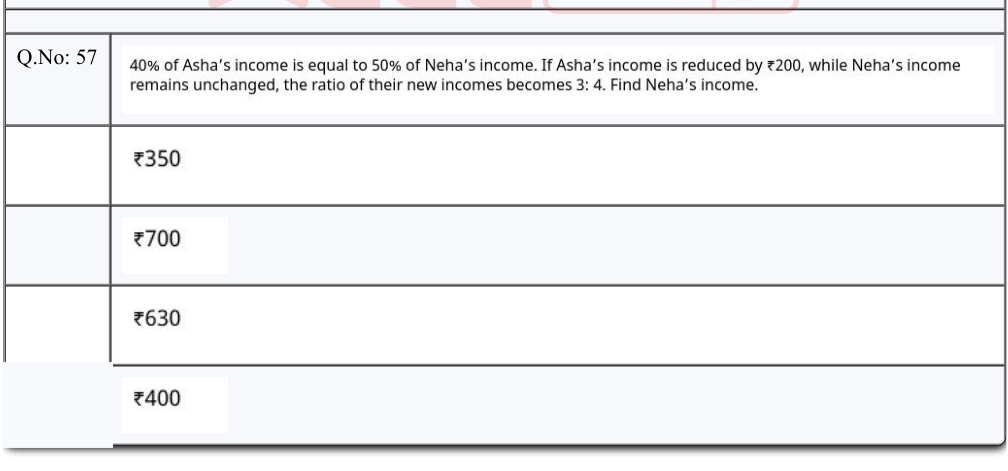 Q.No: 57
40% of Asha’s income is equal to 50% of Neha’s income. If Asha’s income is reduced by ₹200, while Neha’s income
remains unchanged, the ratio of their new incomes becomes 3: 4. Find Neha’s income.
₹350
₹700
₹630
₹400